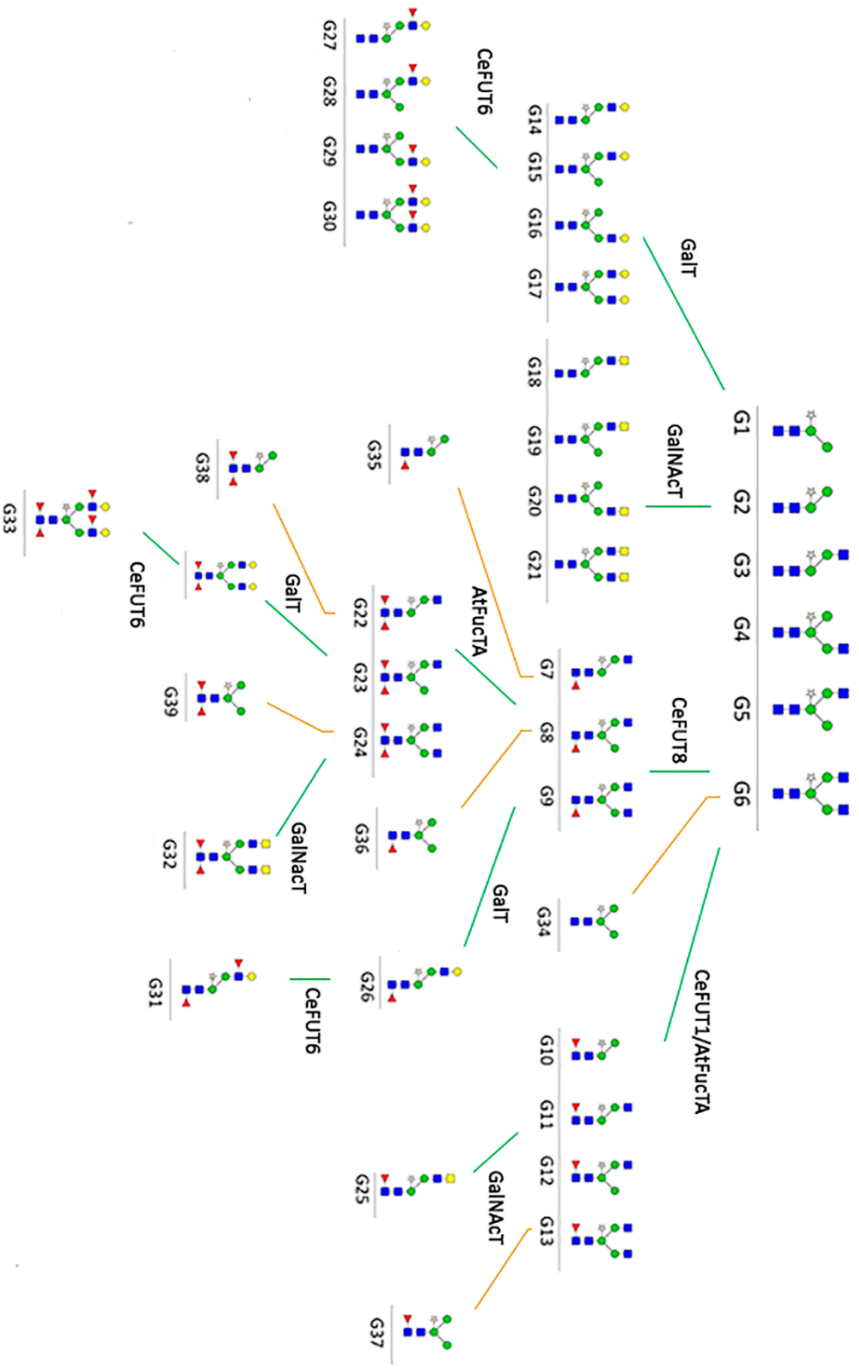 G1 G2 G3 G4 G5 G6
GalT GalNAcT CeFUT8 CeFUT1/AtFucTA
G14 G15 G16 G17 G18 G19 G20 G21 G7 G8 G9 G34 G10 G11 G12 G13
CeFUT6 AtFucTA GalT GalNAcT
G27 G28 G29 G30 G35 G22 G23 G24 G36 G26 G25 G37
GalT GalNacT CeFUT6
G38 G39 G32 G31
CeFUT6
G33